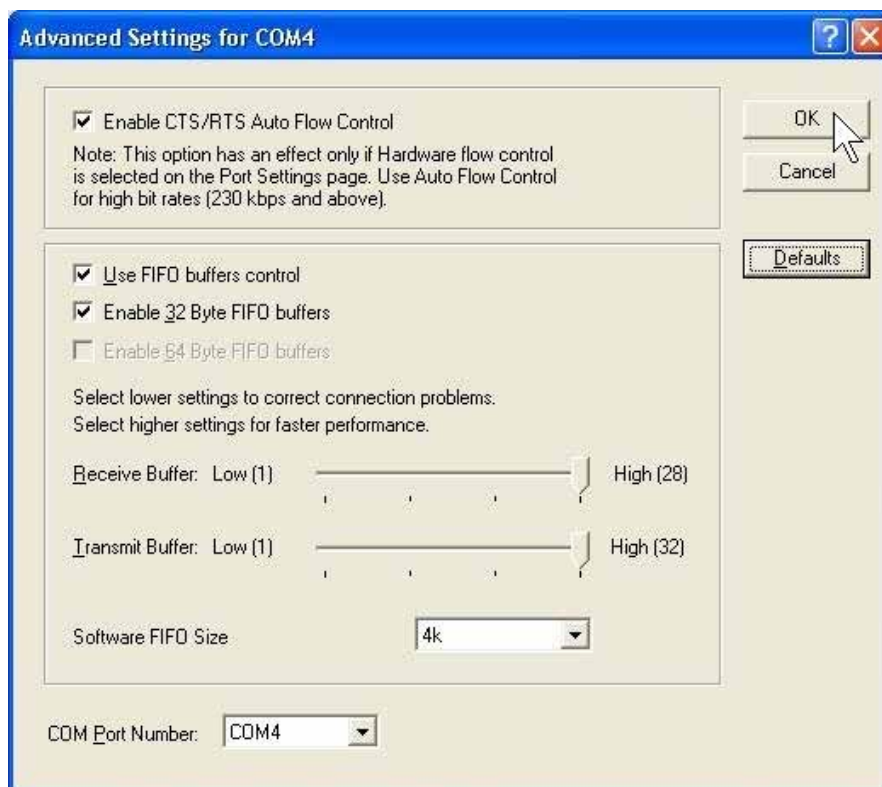 Advanced Settings for COM4
Enable CTS/RTS Auto Flow Control
Note: This option has an effect only if Hardware flow control
is selected on the Port Settings page. Use Auto Flow Control
for high bit rates (230 kbps and above).
OK
Cancel
Defaults
Use FIFO buffers control
Enable 32 Byte FIFO buffers
Enable 64 Byte FIFO buffers
Select lower settings to correct connection problems.
Select higher settings for faster performance.
Receive Buffer: Low (1) High (28)
Transmit Buffer: Low (1) High (32)
Software FIFO Size 4k
COM Port Number: COM4